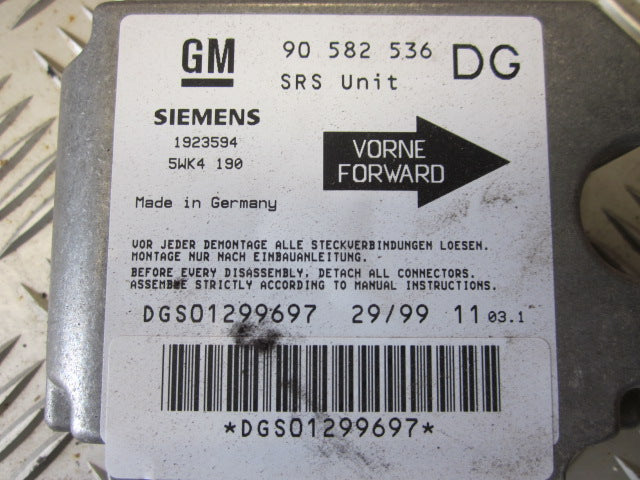 GM 90 582 536 DG
SRS Unit
SIEMENS
1923594
5WK4 190
VORNE
FORWARD
Made in Germany
VOR JEDER DEMONTAGE ALLE STECKVERBINDUNGEN LOESEN.
MONTAGE NUR NACH EINBAUANLEITUNG.
BEFORE EVERY DISASSEMBLY, DETACH ALL CONNECTORS.
ASSEMBLE STRICTLY ACCORDING TO MANUAL INSTRUCTIONS.
DGS01299697 29/99 11 03.1
*DGS01299697*